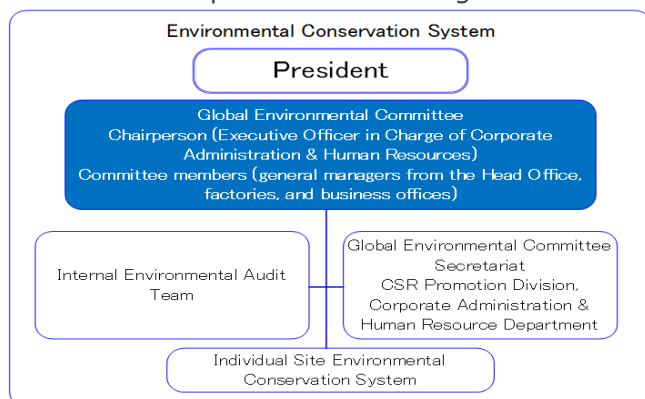 Environmental Conservation System
President
Global Environmental Committee
Chairperson (Executive Officer in Charge of Corporate
Administration & Human Resources)
Committee members (general managers from the Head Office,
factories, and business offices)
Internal Environmental Audit
Team
Global Environmental Committee
Secretariat
CSR Promotion Division,
Corporate Administration &
Human Resource Department
Individual Site Environmental
Conservation System